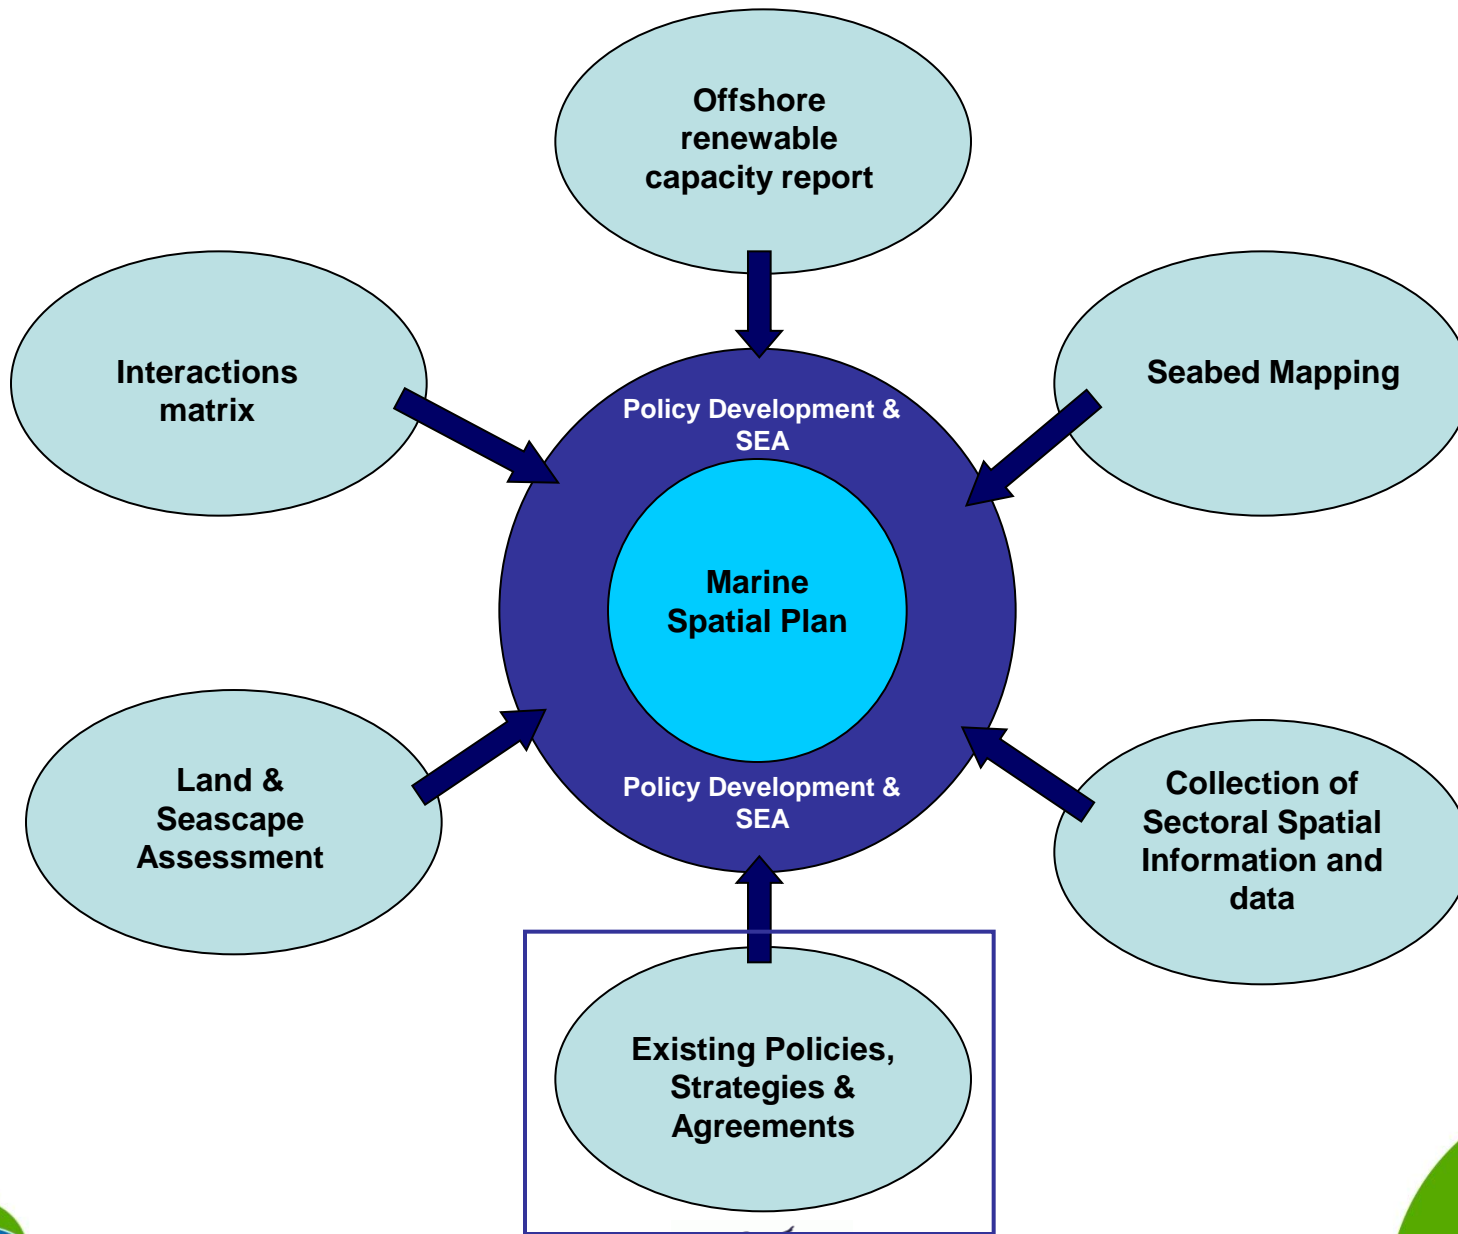 Offshore
renewable
capacity report
Interactions
matrix
Seabed Mapping
Policy Development &
SEA
Marine
Spatial Plan
Land &
Seascape
Assessment
Policy Development &
SEA
Collection of
Sectoral Spatial
Information and
data
Existing Policies,
Strategies &
Agreements